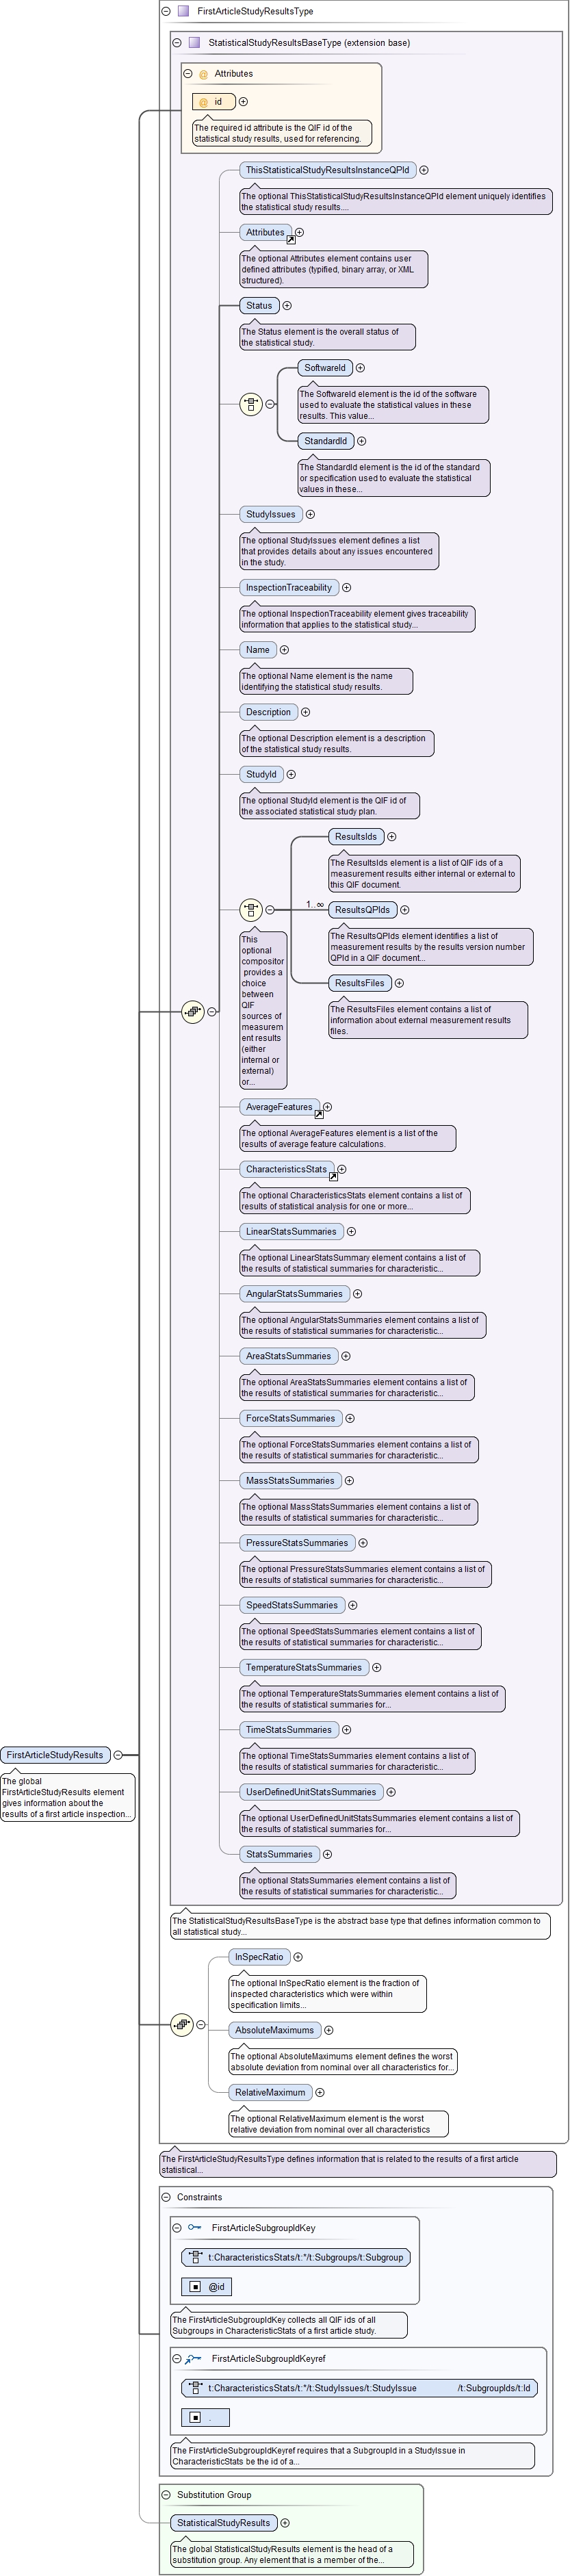 FirstArticleStudyResultsType
StatisticalStudyResultsBaseType (extension base)
@ Attributes
@ id
The required id attribute is the QIF id of the
statistical study results, used for referencing.
ThisStatisticalStudyResultsInstanceQPId
The optional ThisStatisticalStudyResultsInstanceQPId element uniquely identifies
the statistical study results....
Attributes
The optional Attributes element contains user
defined attributes (typified, binary array, or XML
structured).
Status
The Status element is the overall status of
the statistical study.
SoftwareId
The SoftwareId element is the id of the software
used to evaluate the statistical values in these
results. This value...
StandardId
The StandardId element is the id of the standard
or specification used to evaluate the statistical
values in these...
StudyIssues
The optional StudyIssues element defines a list
that provides details about any issues encountered
in the study.
InspectionTraceability
The optional InspectionTraceability element gives traceability
information that applies to the statistical study...
Name
The optional Name element is the name
identifying the statistical study results.
Description
The optional Description element is a description
of the statistical study results.
StudyId
The optional StudyId element is the QIF id of
the associated statistical study plan.
ResultsIds
The ResultsIds element is a list of QIF ids of a
measurement results either internal or external to
this QIF document.
1..∞
ResultsQPIds
The ResultsQPIds element identifies a list of
measurement results by the results version number
QPId in a QIF document...
ResultsFiles
The ResultsFiles element contains a list of
information about external measurement results
files.
This
optional
compositor
provides a
choice
between
QIF
sources of
measurem
ent results
(either
internal or
external)
or...
AverageFeatures
The optional AverageFeatures element is a list of the
results of average feature calculations.
CharacteristicsStats
The optional CharacteristicsStats element contains a list of
results of statistical analysis for one or more...
LinearStatsSummaries
The optional LinearStatsSummary element contains a list of
the results of statistical summaries for characteristic...
AngularStatsSummaries
The optional AngularStatsSummaries element contains a list of
the results of statistical summaries for characteristic...
AreaStatsSummaries
The optional AreaStatsSummaries element contains a list of
the results of statistical summaries for characteristic...
ForceStatsSummaries
The optional ForceStatsSummaries element contains a list of
the results of statistical summaries for characteristic...
MassStatsSummaries
The optional MassStatsSummaries element contains a list of
the results of statistical summaries for characteristic...
PressureStatsSummaries
The optional PressureStatsSummaries element contains a list of
the results of statistical summaries for characteristic...
SpeedStatsSummaries
The optional SpeedStatsSummaries element contains a list of
the results of statistical summaries for characteristic...
TemperatureStatsSummaries
The optional TemperatureStatsSummaries element contains a list of
the results of statistical summaries for...
TimeStatsSummaries
The optional TimeStatsSummaries element contains a list of
the results of statistical summaries for characteristic...
UserDefinedUnitStatsSummaries
The optional UserDefinedUnitStatsSummaries element contains a list of
the results of statistical summaries for...
StatsSummaries
The optional StatsSummaries element contains a list of
the results of statistical summaries for characteristic...
FirstArticleStudyResults
The global
FirstArticleStudyResults element
gives information about the
results of a first article inspection...
The StatisticalStudyResultsBaseType is the abstract base type that defines information common to
all statistical study...
InSpecRatio
The optional InSpecRatio element is the fraction of
inspected characteristics which were within
specification limits...
AbsoluteMaximums
The optional AbsoluteMaximums element defines the worst
absolute deviation from nominal over all characteristics for...
RelativeMaximum
The optional RelativeMaximum element is the worst
relative deviation from nominal over all characteristics
The FirstArticleStudyResultsType defines information that is related to the results of a first article
statistical...
Constraints
FirstArticleSubgroupIdKey
t:CharacteristicsStats/t:*/t:Subgroups/t:Subgroup
@id
The FirstArticleSubgroupIdKey collects all QIF ids of all
Subgroups in CharacteristicStats of a first article study.
FirstArticleSubgroupIdKeyref
t:CharacteristicsStats/t:*/t:StudyIssues/t:StudyIssue /t:SubgroupIds/t:Id
.
The FirstArticleSubgroupIdKeyref requires that a SubgroupId in a StudyIssue in
CharacteristicStats be the id of a...
Substitution Group
StatisticalStudyResults
The global StatisticalStudyResults element is the head of a
substitution group. Any element that is a member of the...